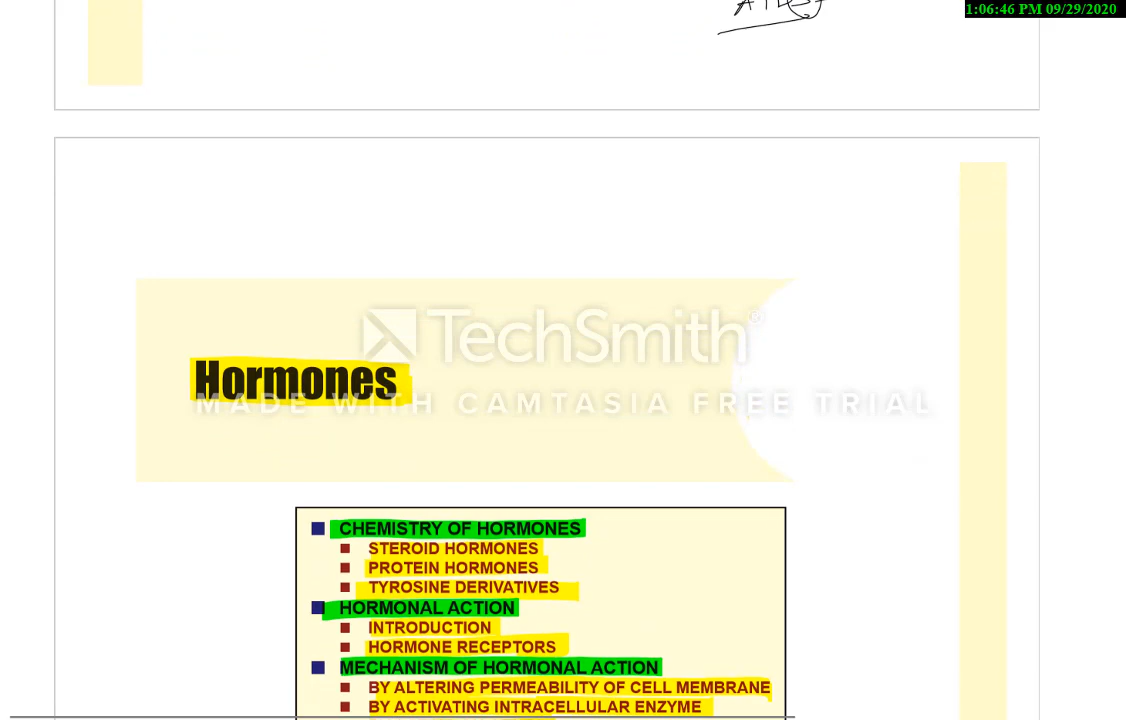 1:06:46 PM 09/29/2020
TechSmith®
Hormones
MADE WITH CAMTASIA FREE TRIAL
CHEMISTRY OF HORMONES
STEROID HORMONES
PROTEIN HORMONES
TYROSINE DERIVATIVES
HORMONAL ACTION
INTRODUCTION
HORMONE RECEPTORS
MECHANISM OF HORMONAL ACTION
BY ALTERING PERMEABILITY OF CELL MEMBRANE
BY ACTIVATING INTRACELLULAR ENZYME